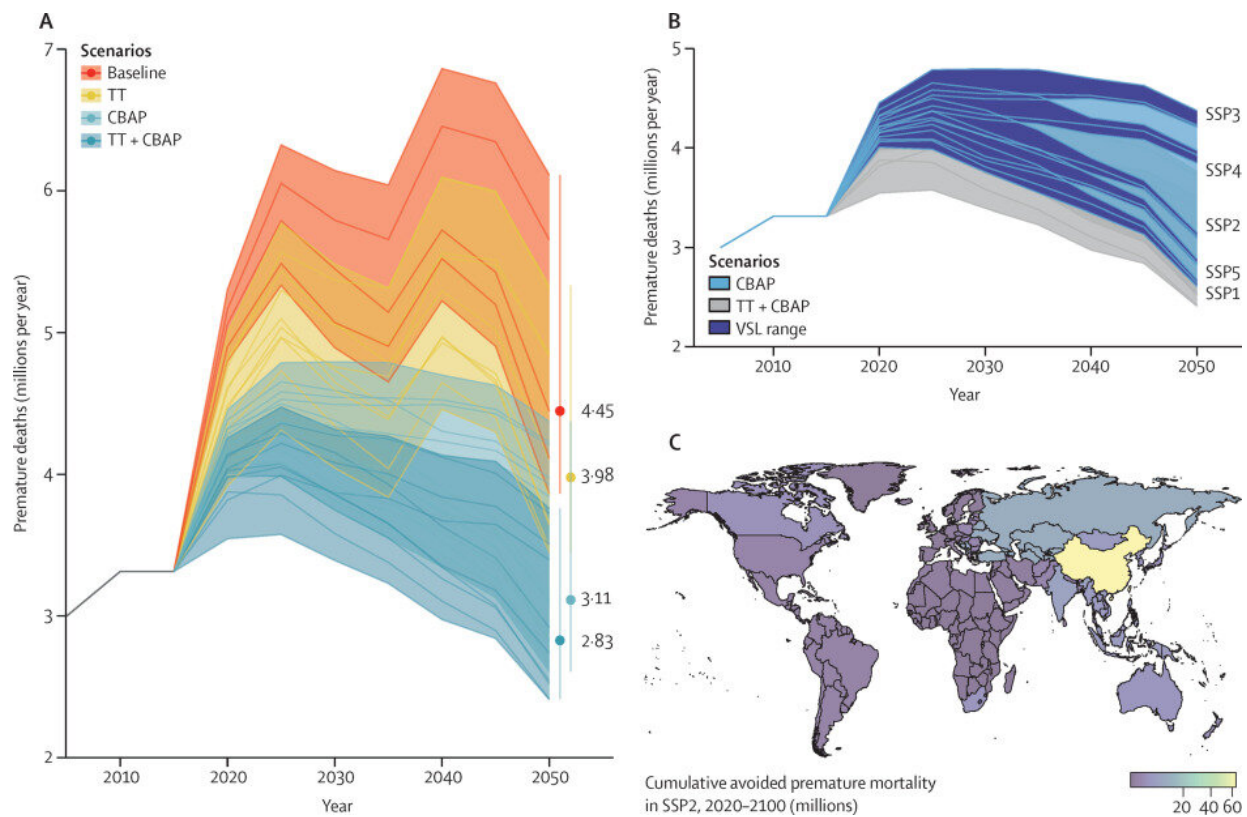 A
Premature deaths (millions per year)
7
6
5
4
3
2
Scenarios
Baseline
TT
CBAP
TT + CBAP
4·45
3·98
3·11
2·83
2010
2020
2030
2040
2050
Year
B
Premature deaths (millions per year)
5
4
3
2
SSP3
SSP4
SSP2
SSP5
SSP1
Scenarios
CBAP
TT + CBAP
VSL range
2010
2020
2030
2040
2050
Year
C
Cumulative avoided premature mortality
in SSP2, 2020–2100 (millions)
20
40
60